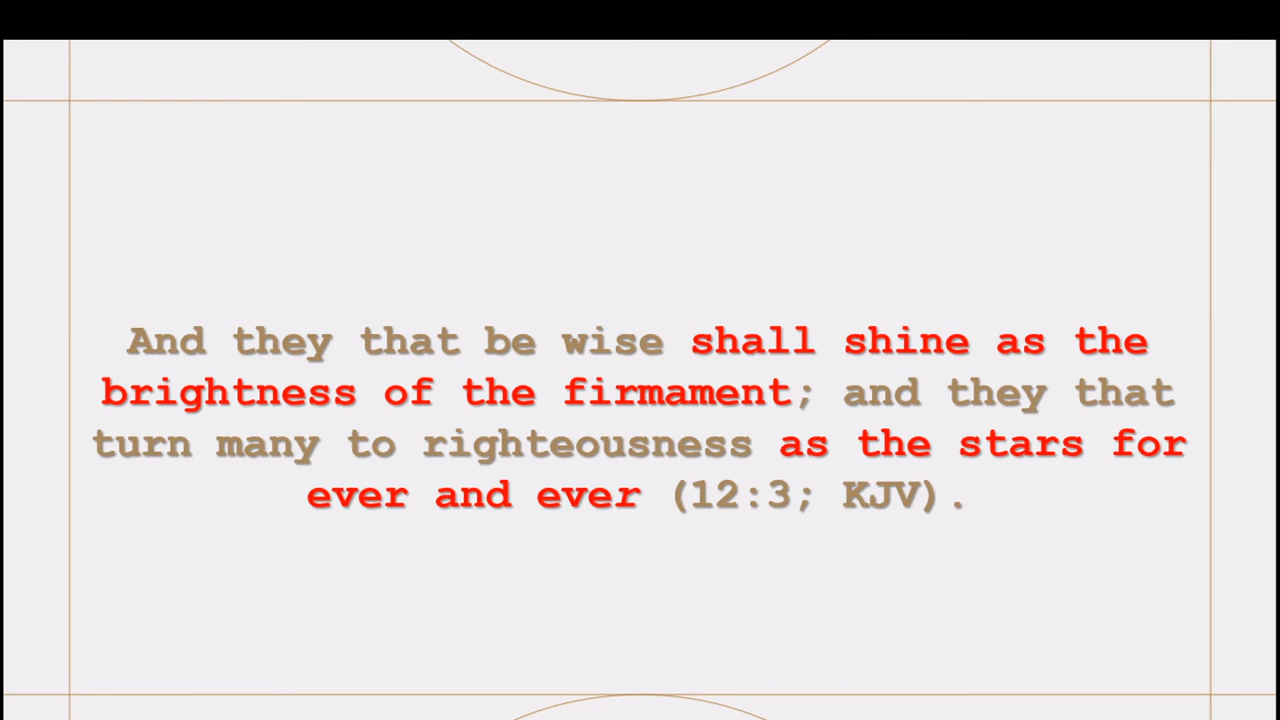 And they that be wise shall shine as the
brightness of the firmament; and they that
turn many to righteousness as the stars for
ever and ever (12:3; KJV).